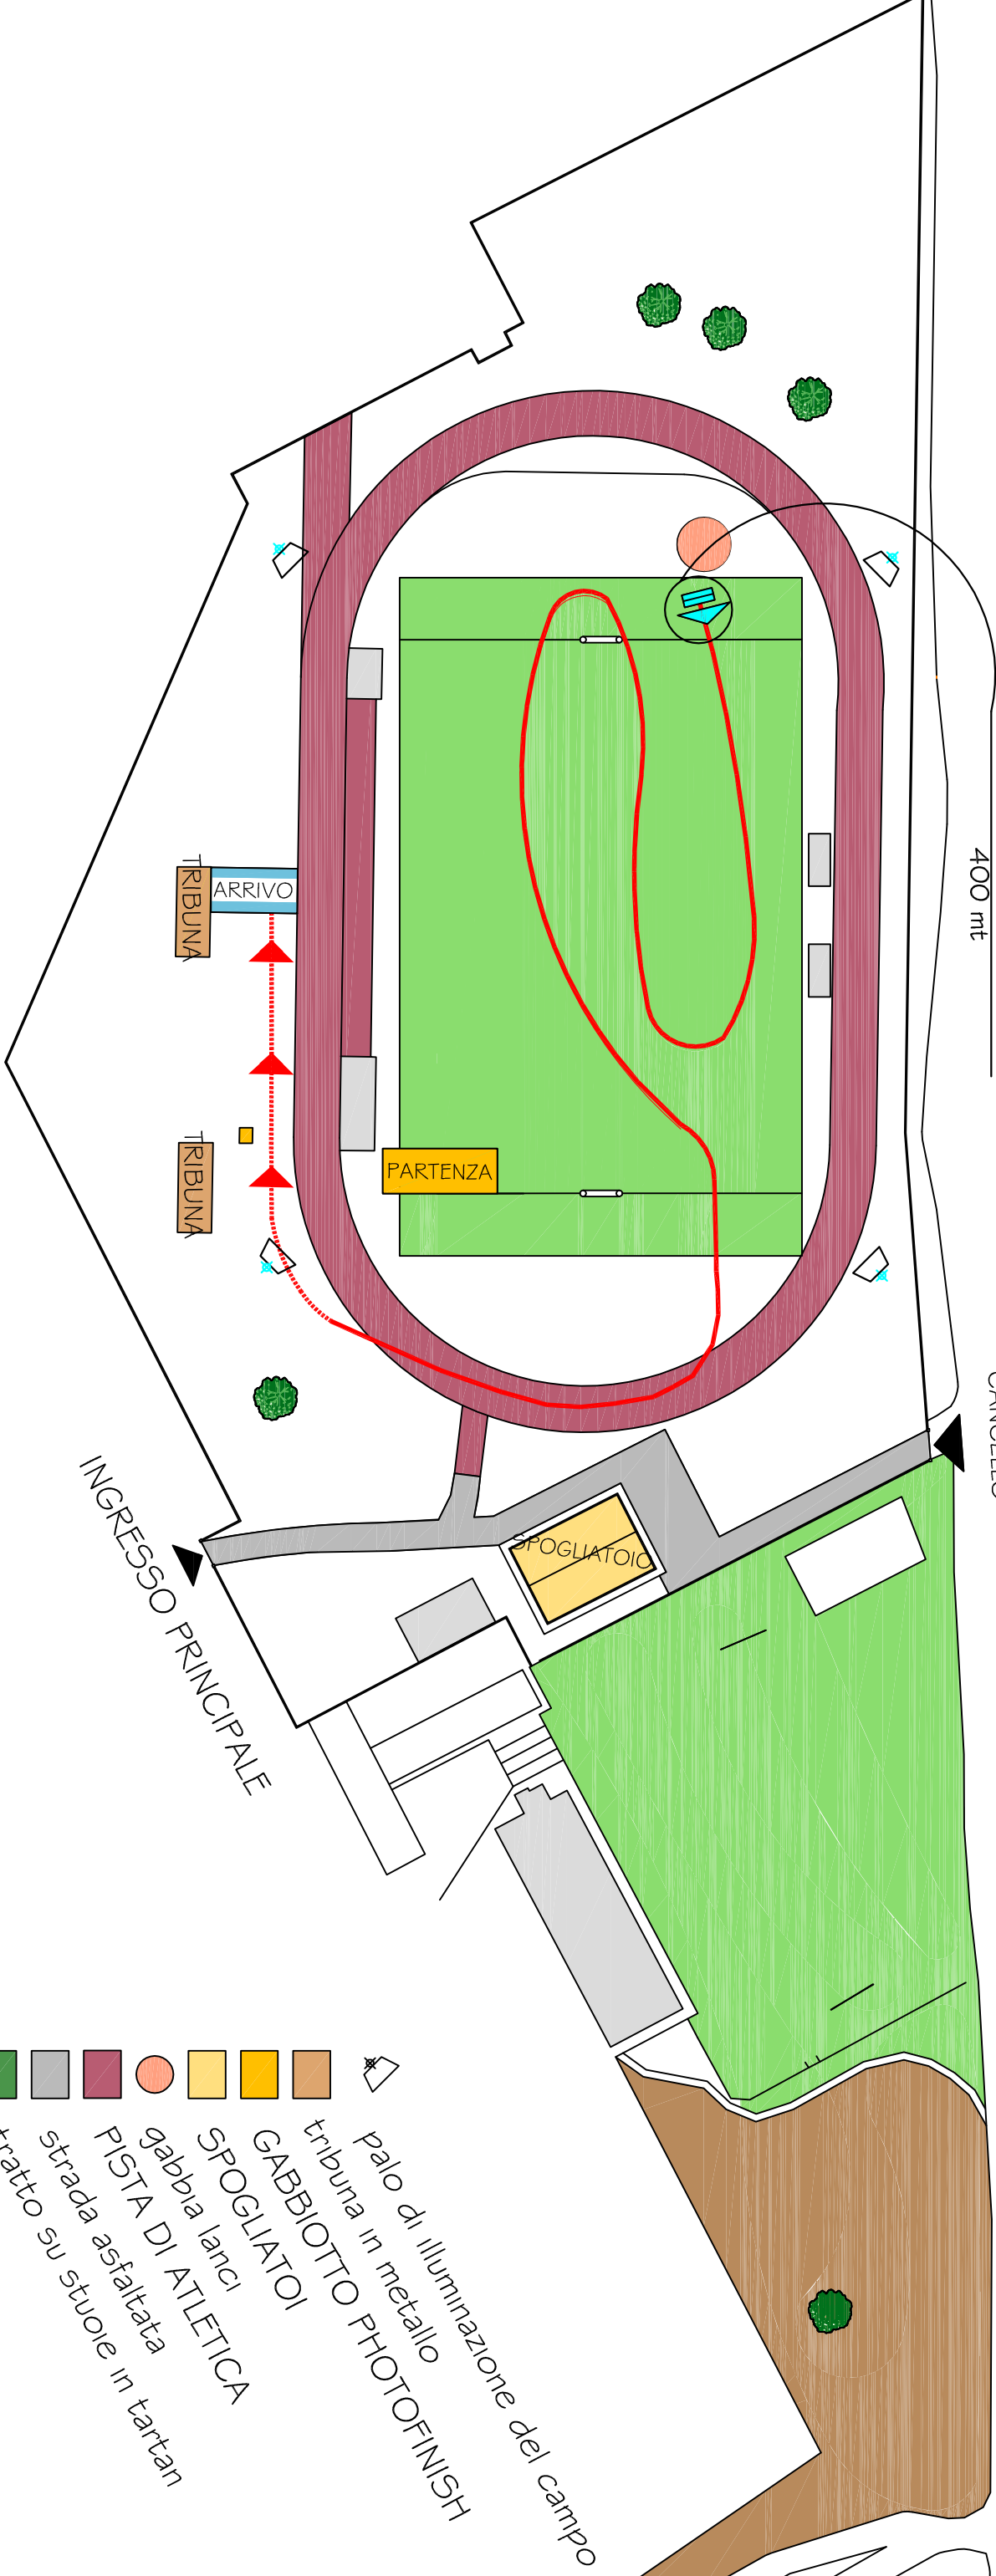 400 mt
TRIBUNA
ARRIVO
TRIBUNA
PARTENZA
SPOGLIATOIO
INGRESSO PRINCIPALE
palo di illuminazione del campo
tribuna in metallo
GABBIOTTO PHOTOFINISH
SPOGLIATOI
gabbia lanci
PISTA DI ATLETICA
strada asfaltata
tratto su stuoie in tartan